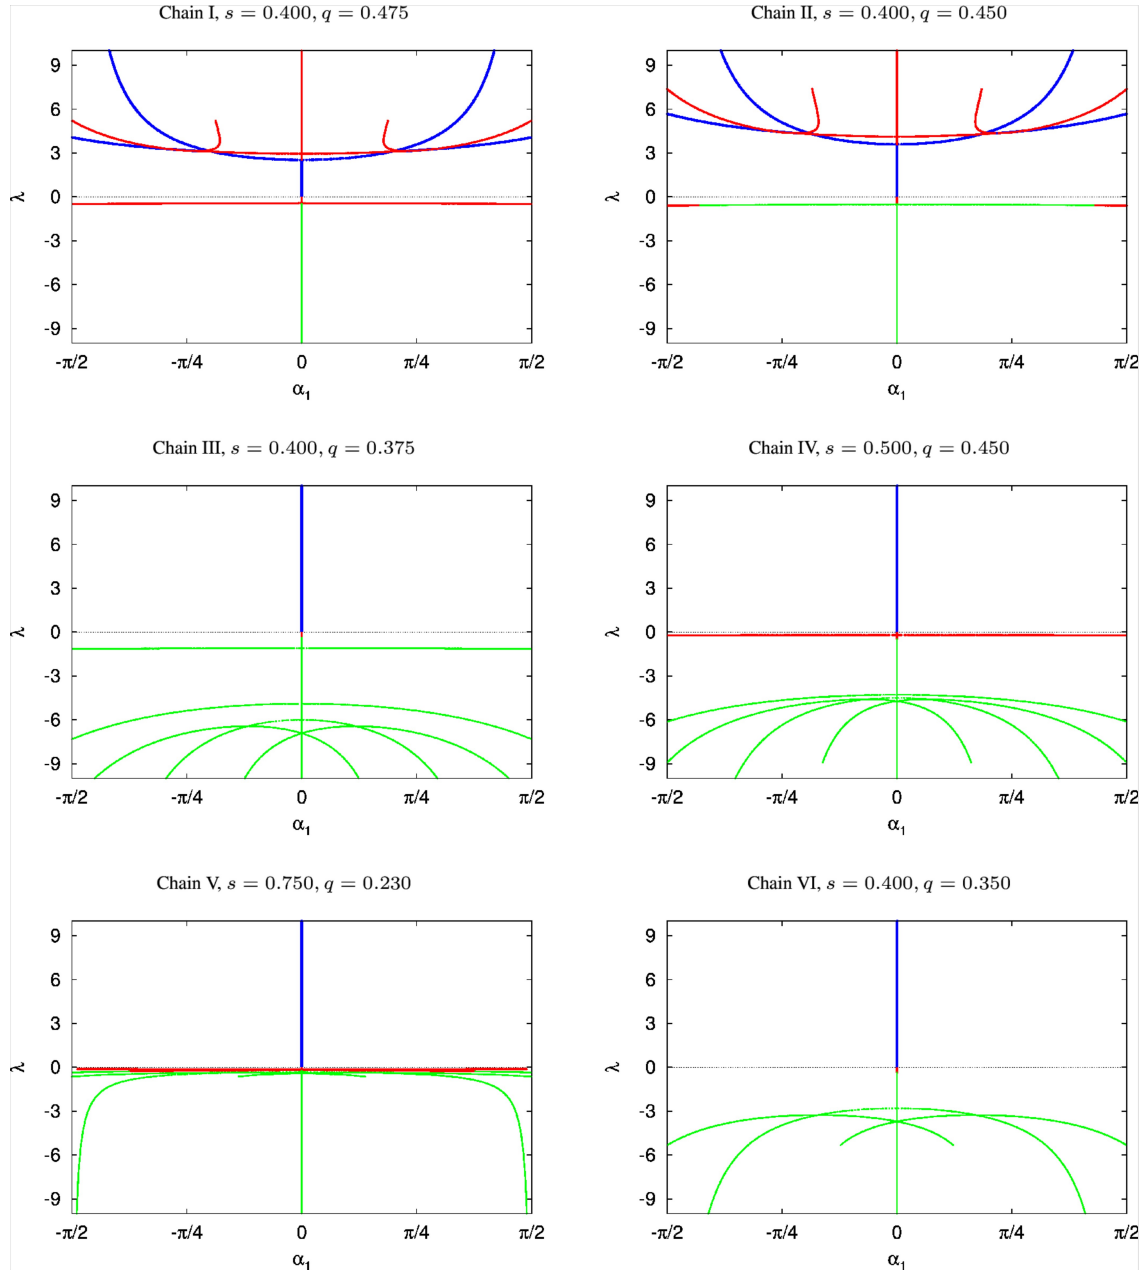 Chain I, s = 0.400, q = 0.475
9
6
3
0
-3
-6
-9
λ
-π/2 -π/4 0 π/4 π/2
α1
Chain II, s = 0.400, q = 0.450
9
6
3
0
-3
-6
-9
λ
-π/2 -π/4 0 π/4 π/2
α1
Chain III, s = 0.400, q = 0.375
9
6
3
0
-3
-6
-9
λ
-π/2 -π/4 0 π/4 π/2
α1
Chain IV, s = 0.500, q = 0.450
9
6
3
0
-3
-6
-9
λ
-π/2 -π/4 0 π/4 π/2
α1
Chain V, s = 0.750, q = 0.230
9
6
3
0
-3
-6
-9
λ
-π/2 -π/4 0 π/4 π/2
α1
Chain VI, s = 0.400, q = 0.350
9
6
3
0
-3
-6
-9
λ
-π/2 -π/4 0 π/4 π/2
α1